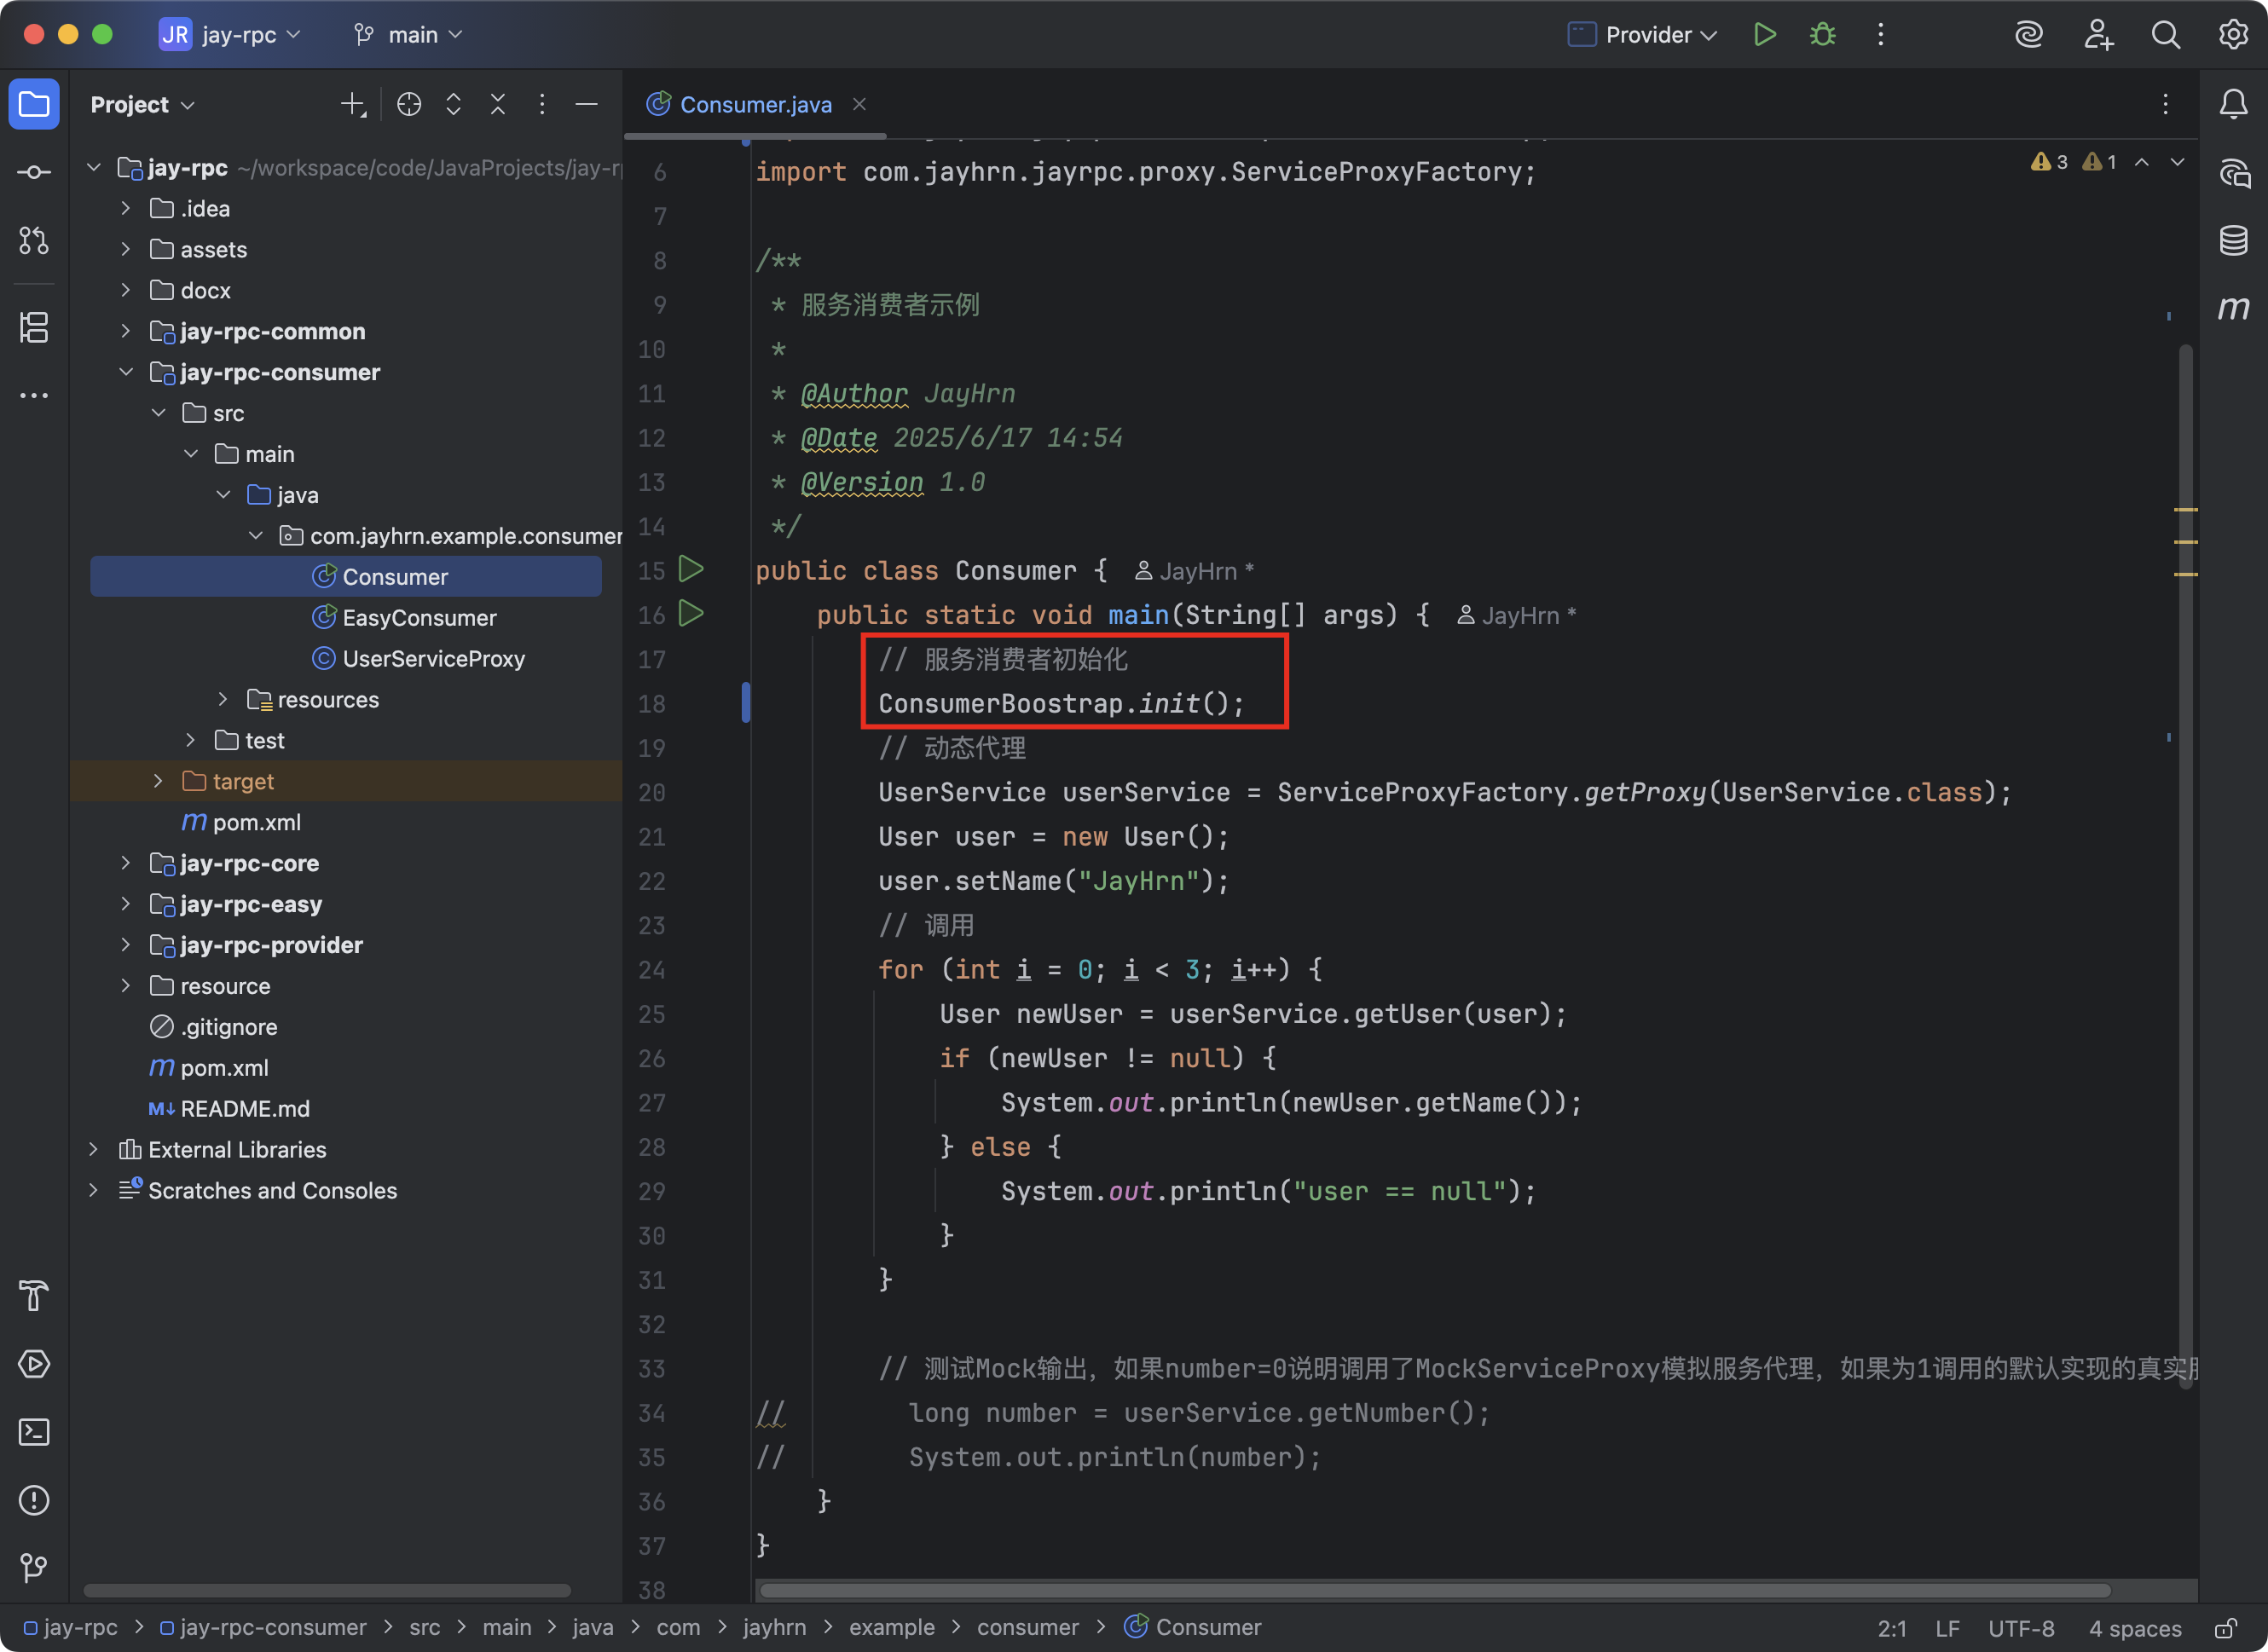 JR jay-rpc main Provider
Project
Consumer.java
jay-rpc ~/workspace/code/JavaProjects/jay-r
.idea
assets
docx
jay-rpc-common
jay-rpc-consumer
src
main
java
com.jayhrn.example.consumer
Consumer
EasyConsumer
UserServiceProxy
resources
test
target
m pom.xml
jay-rpc-core
jay-rpc-easy
jay-rpc-provider
resource
.gitignore
m pom.xml
M↓ README.md
External Libraries
Scratches and Consoles
3 1
6 import com.jayhrn.jayrpc.proxy.ServiceProxyFactory;
7
8 /**
9 * 服务消费者示例
10 *
11 * @Author JayHrn
12 * @Date 2025/6/17 14:54
13 * @Version 1.0
14 */
15 public class Consumer { JayHrn *
16 public static void main(String[] args) { JayHrn *
17 // 服务消费者初始化
18 ConsumerBoostrap.init();
19 // 动态代理
20 UserService userService = ServiceProxyFactory.getProxy(UserService.class);
21 User user = new User();
22 user.setName("JayHrn");
23 // 调用
24 for (int i = 0; i < 3; i++) {
25 User newUser = userService.getUser(user);
26 if (newUser != null) {
27 System.out.println(newUser.getName());
28 } else {
29 System.out.println("user == null");
30 }
31 }
32
33 // 测试Mock输出，如果number=0说明调用了MockServiceProxy模拟服务代理，如果为1调用的默认实现的真实
34 // long number = userService.getNumber();
35 // System.out.println(number);
36 }
37 }
38
jay-rpc > jay-rpc-consumer > src > main > java > com > jayhrn > example > consumer > Consumer
2:1 LF UTF-8 4 spaces
m